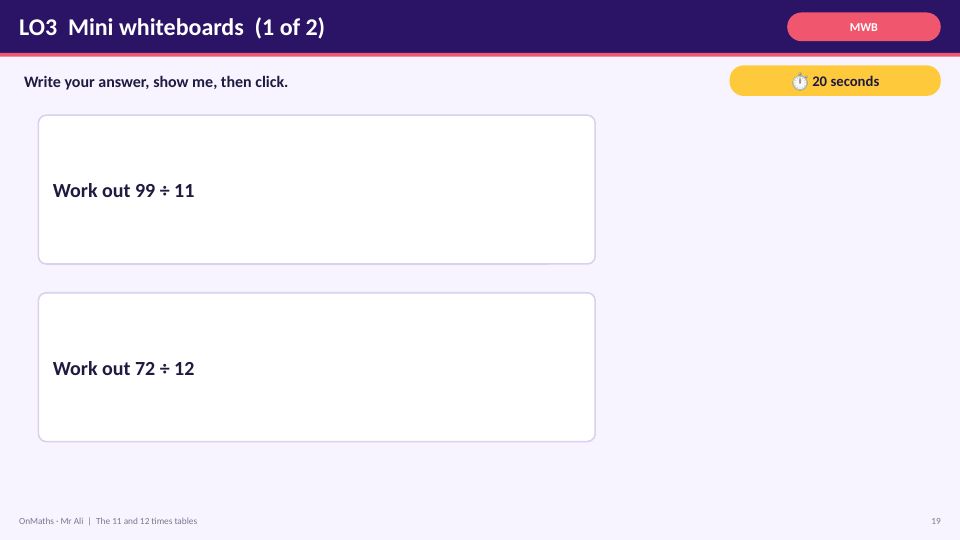 LO3 Mini whiteboards (1 of 2)
MWB
Write your answer, show me, then click.
⏱️ 20 seconds
Work out 99 ÷ 11
Work out 72 ÷ 12
OnMaths - Mr Ali | The 11 and 12 times tables
19